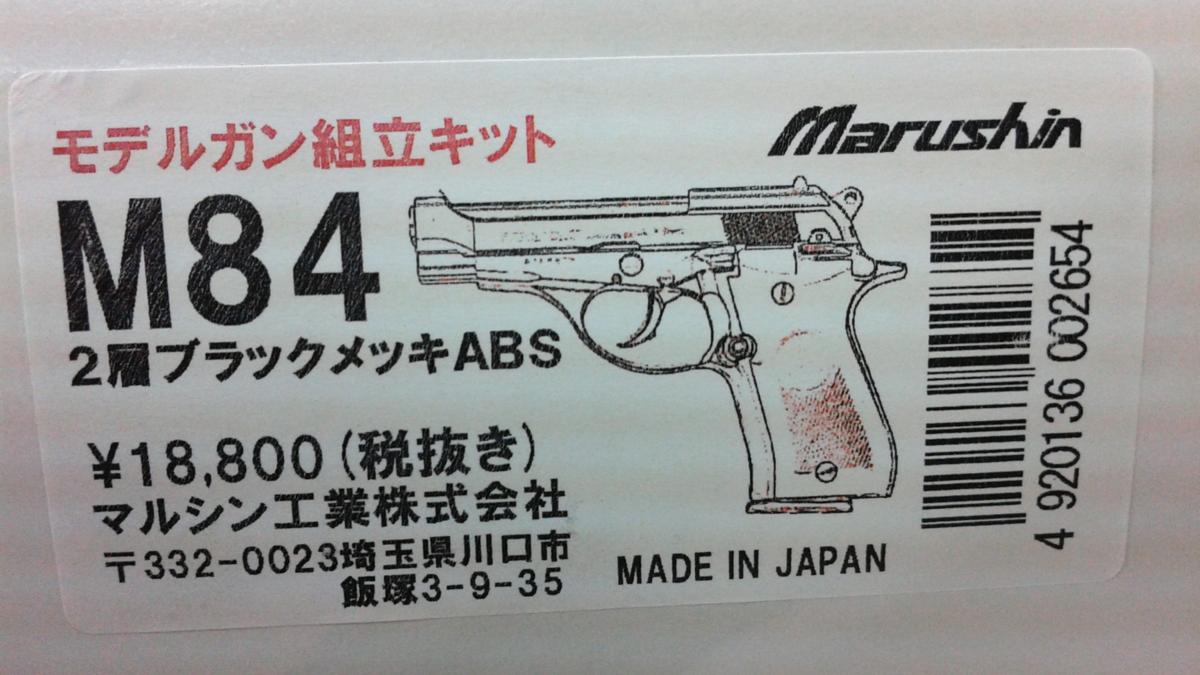 モデルガン組立キット
Marushin
M84
2層ブラックメッキABS
¥18,800(税抜き)
マルシン工業株式会社
〒332-0023埼玉県川口市
飯塚3-9-35
MADE IN JAPAN
4 920136 002654